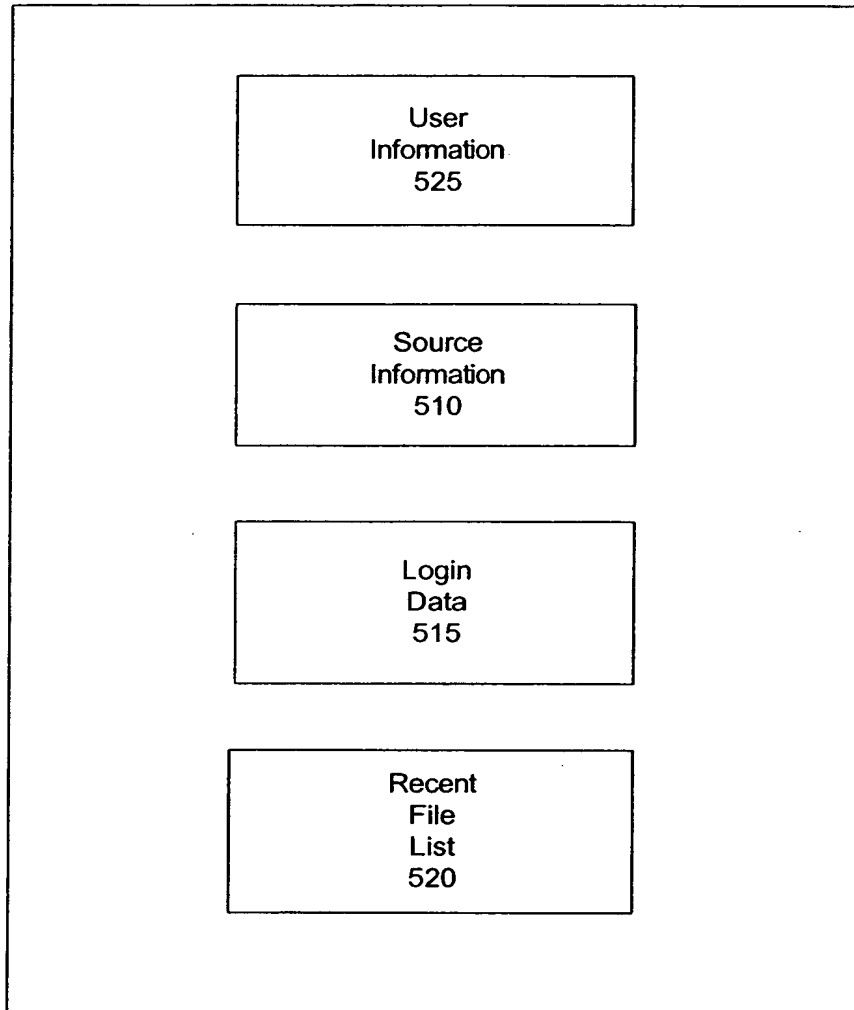 User
Information
525
Source
Information
510
Login
Data
515
Recent
File
List
520